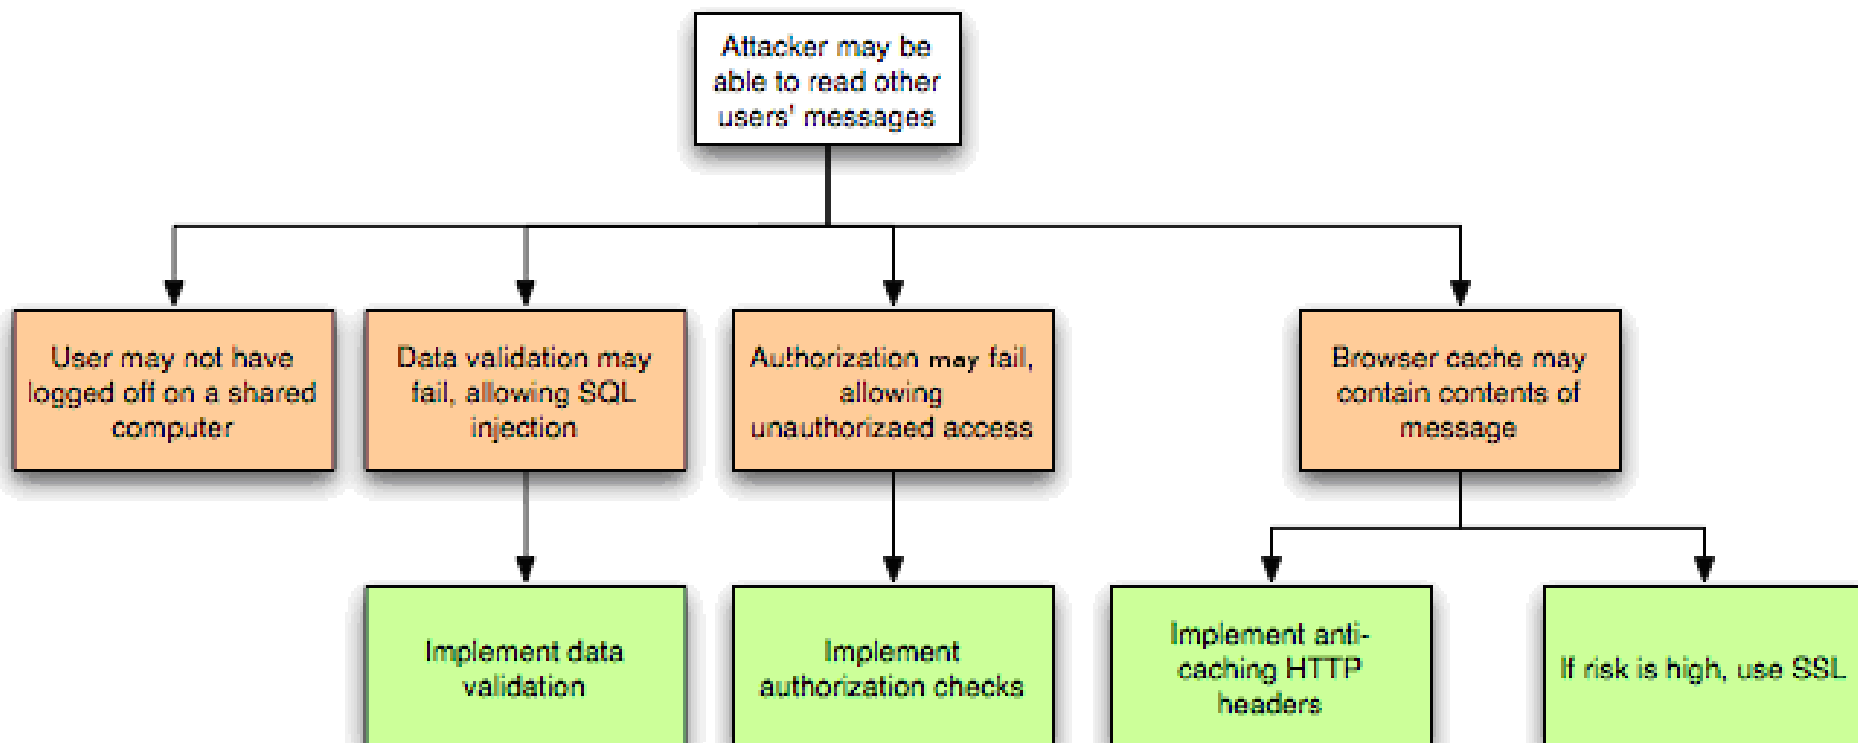 Attacker may be
able to read other
users' messages
User may not have
logged off on a shared
computer
Data validation may
fail, allowing SQL
injection
Authorization may fail,
allowing
unauthorizaed access
Browser cache may
contain contents of
message
Implement data
validation
Implement
authorization checks
Implement anti-
caching HTTP
headers
If risk is high, use SSL